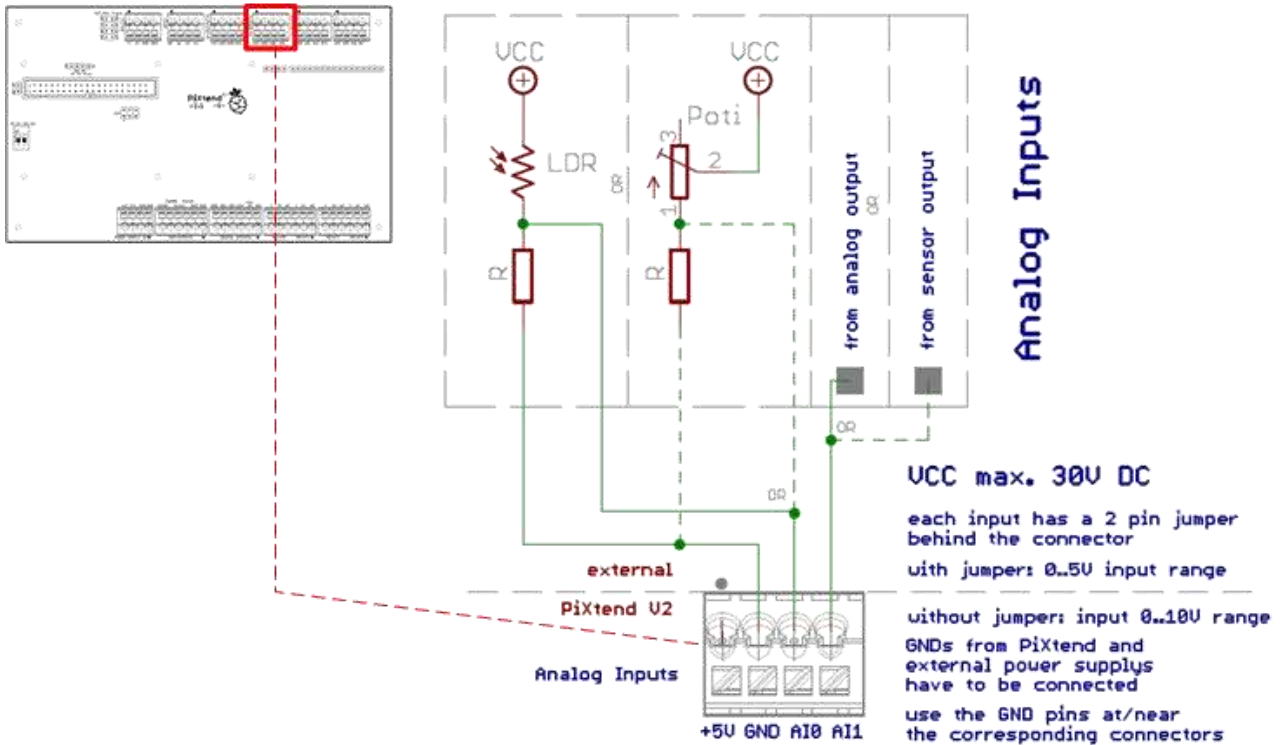 PiXtend
VCC
VCC
Poti
3
2
1
LDR
OR
R
R
from analog output
OR
from sensor output
Analog Inputs
OR
OR
VCC max. 30V DC
each input has a 2 pin jumper
behind the connector
with jumper: 0..5V input range
external
PiXtend V2
without jumper: input 0..10V range
GNDs from PiXtend and
external power supplys
have to be connected
use the GND pins at/near
the corresponding connectors
Analog Inputs
+5V GND AI0 AI1